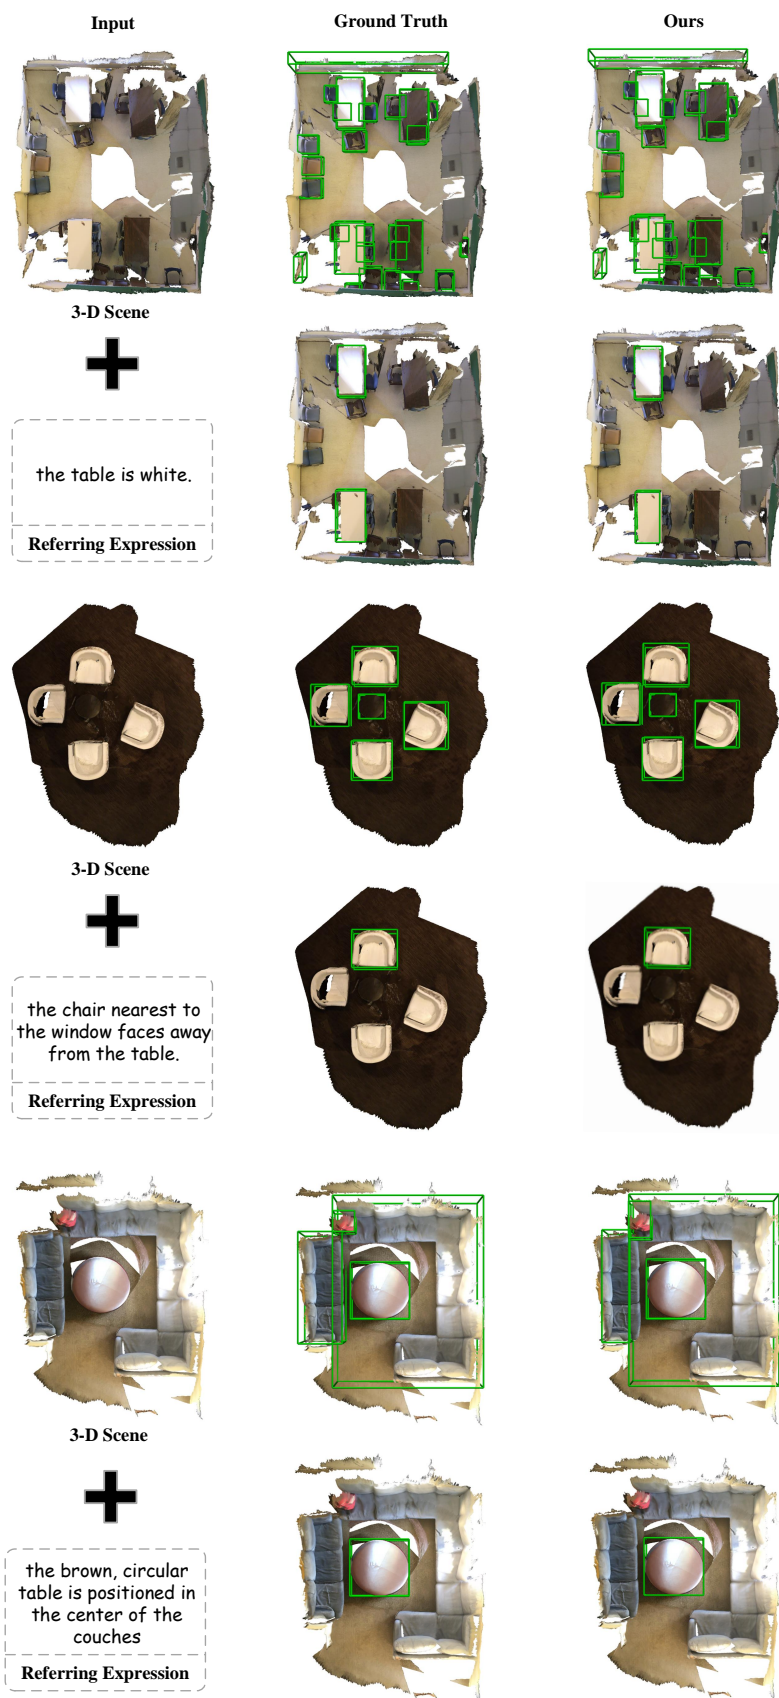 Input
Ground Truth
Ours
3-D Scene
the table is white.
Referring Expression
3-D Scene
the chair nearest to
the window faces away
from the table.
Referring Expression
3-D Scene
the brown, circular
table is positioned in
the center of the
couches
Referring Expression